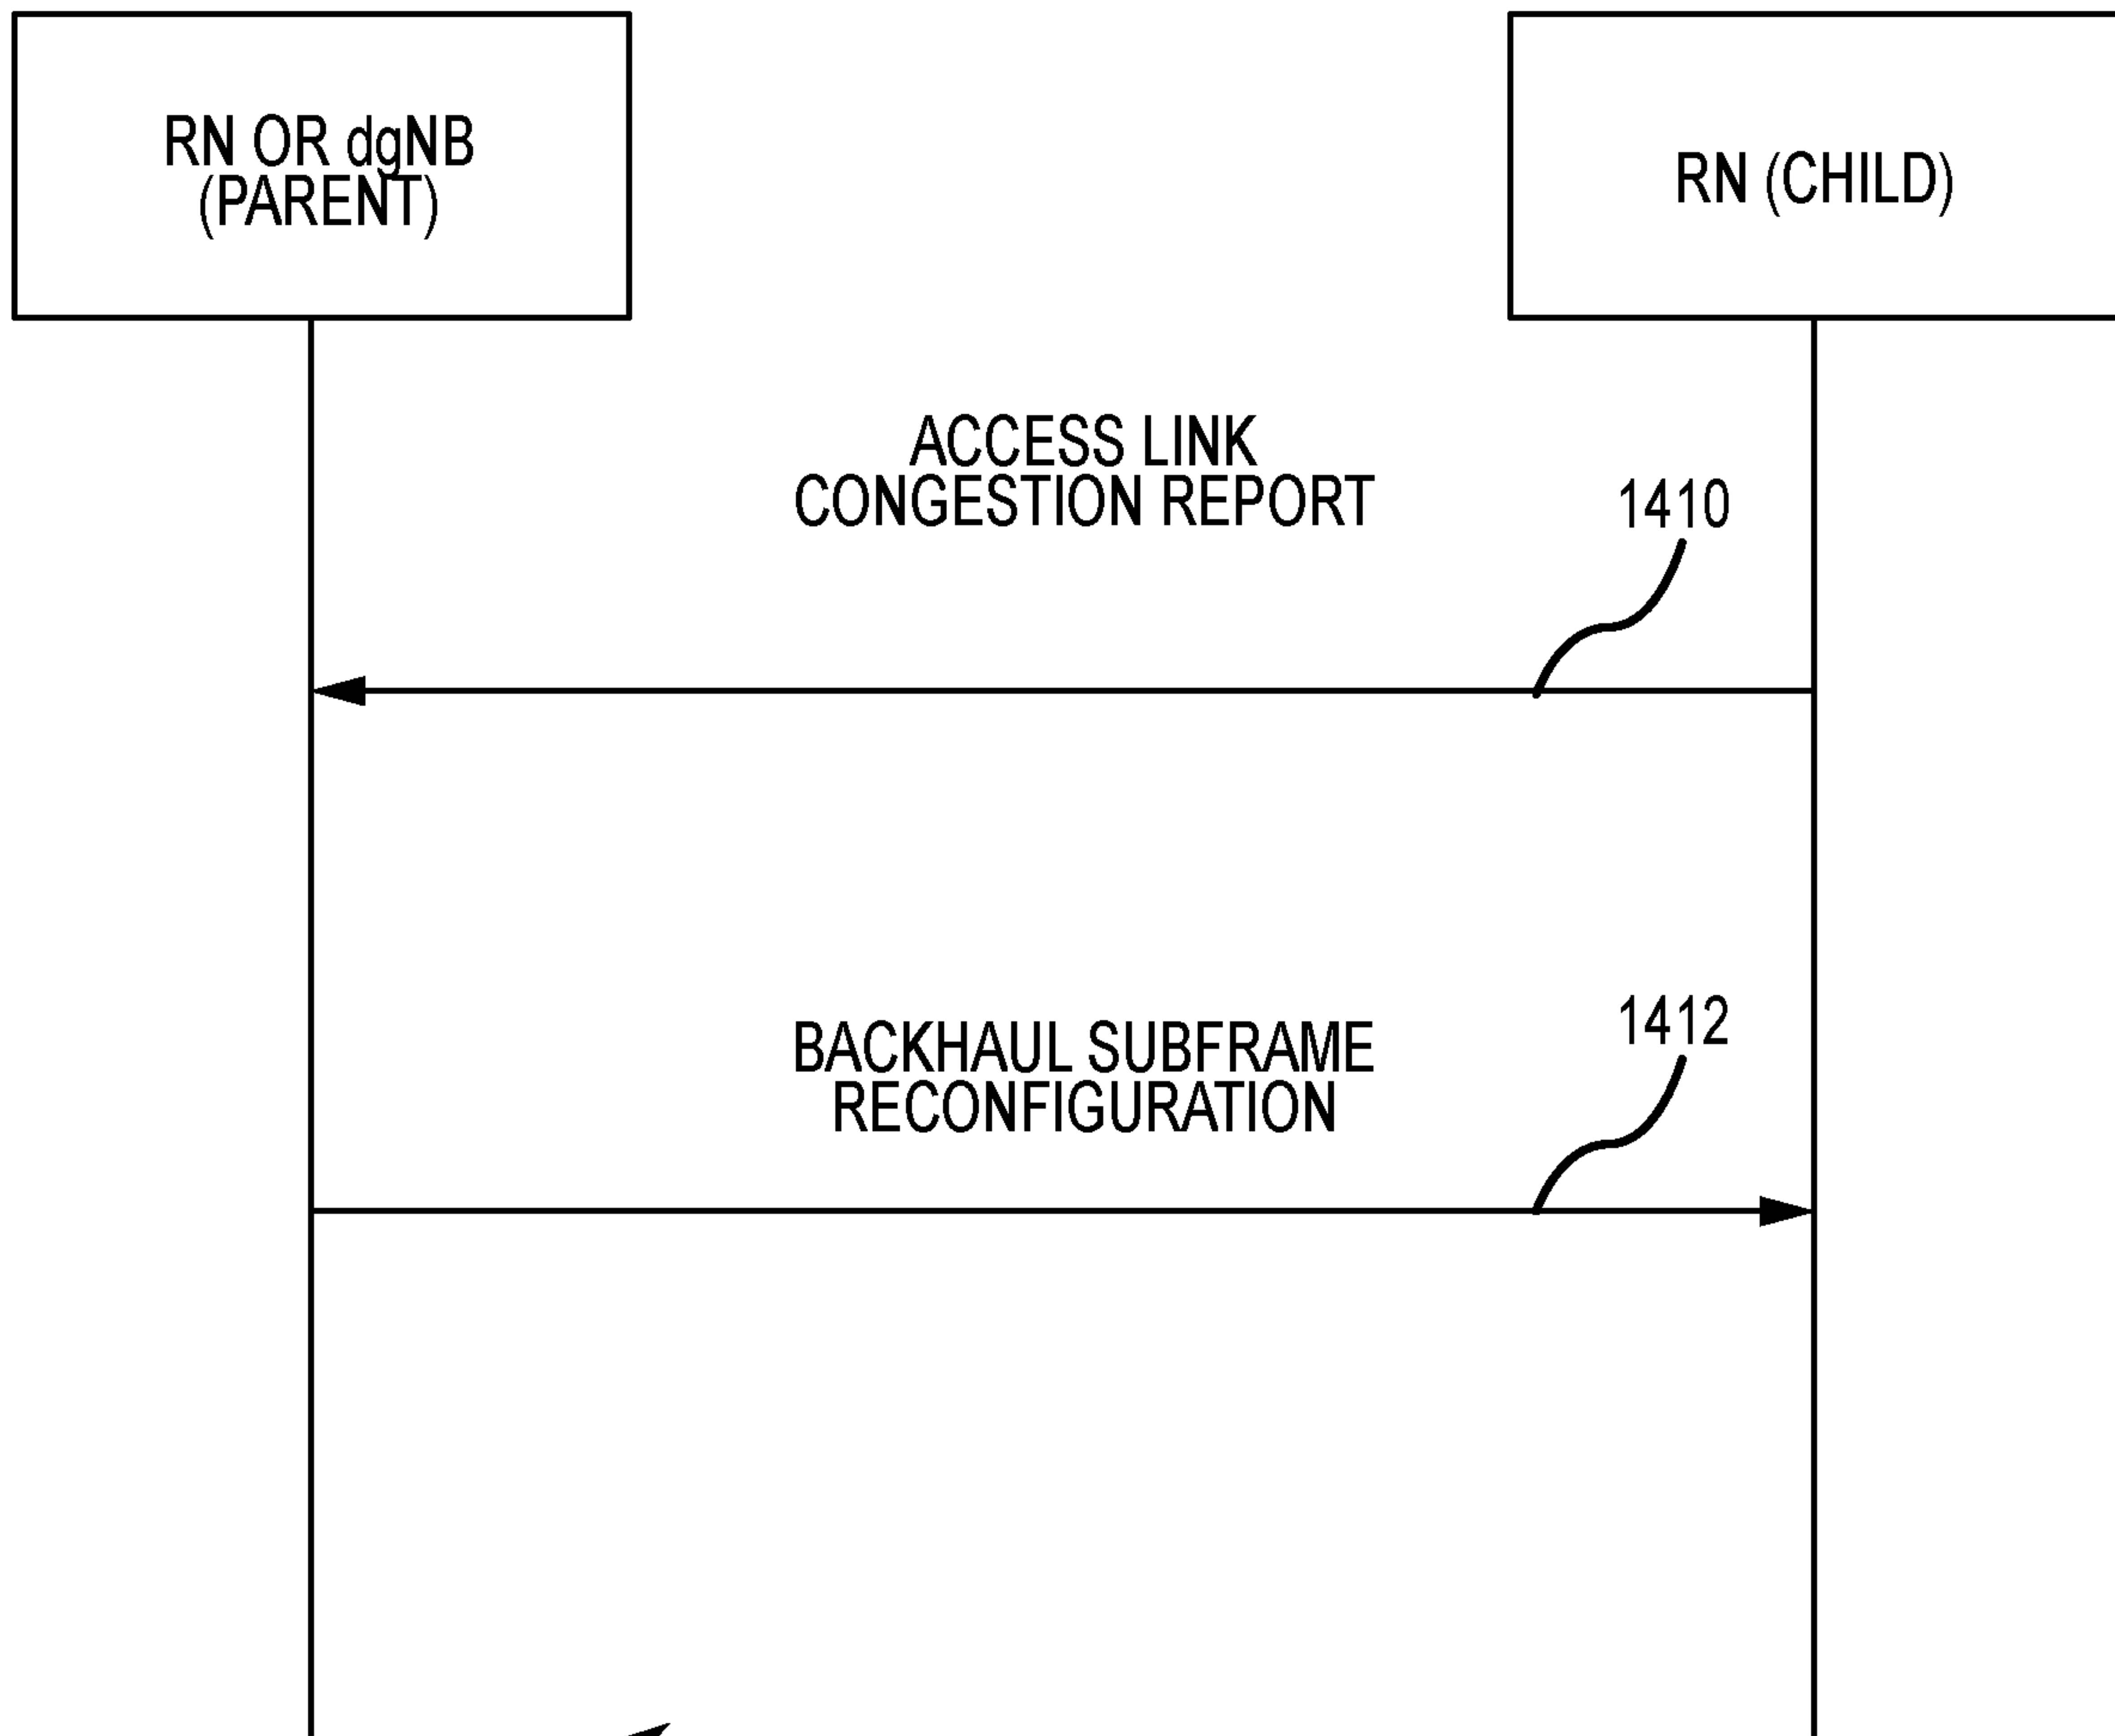 RN OR dgNB
(PARENT)
RN (CHILD)
ACCESS LINK
CONGESTION REPORT
1410
BACKHAUL SUBFRAME
RECONFIGURATION
1412